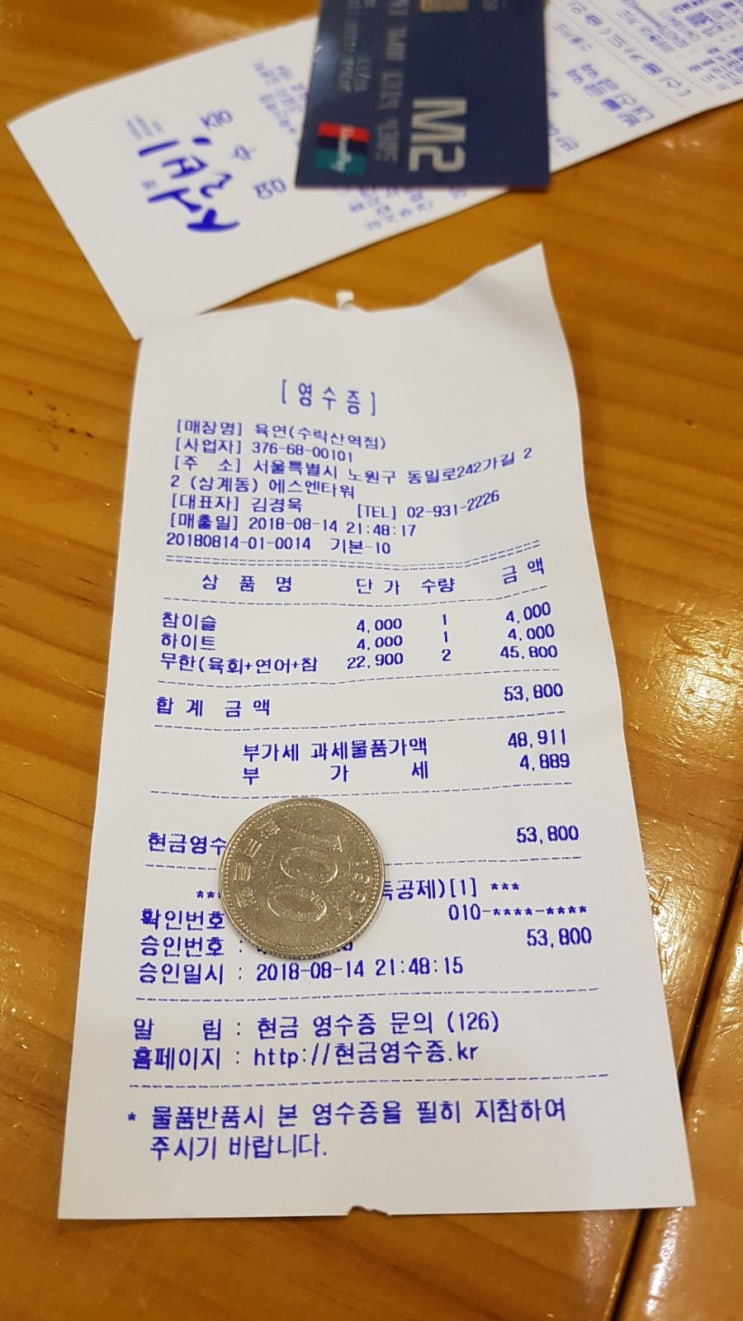 M2
[영수증]
[매장명] 육연(수락산역점)
[사업자] 376-68-00101
[주 소] 서울특별시 노원구 동일로242가길 2
2 (상계동) 에스엔타워
[대표자] 김경욱 [TEL] 02-931-2226
[매출일] 2018-08-14 21:48:17
20180814-01-0014 기본-10
상 품 명 단 가 수량 금 액
참이슬 4,000 1 4,000
하이트 4,000 1 4,000
무한(육회+연어+참 22,900 2 45,800
합 계 금 액 53,800
부가세 과세물품가액 48,911
부 가 세 4,889
현금영수 53,800
*** 득공제)[1] ***
확인번호 010-****-****
승인번호 : 53,800
승인일시 : 2018-08-14 21:48:15
알 림 : 현금 영수증 문의 (126)
홈페이지 : http://현금영수증.kr
* 물품반품시 본 영수증을 필히 지참하여
주시기 바랍니다.
100